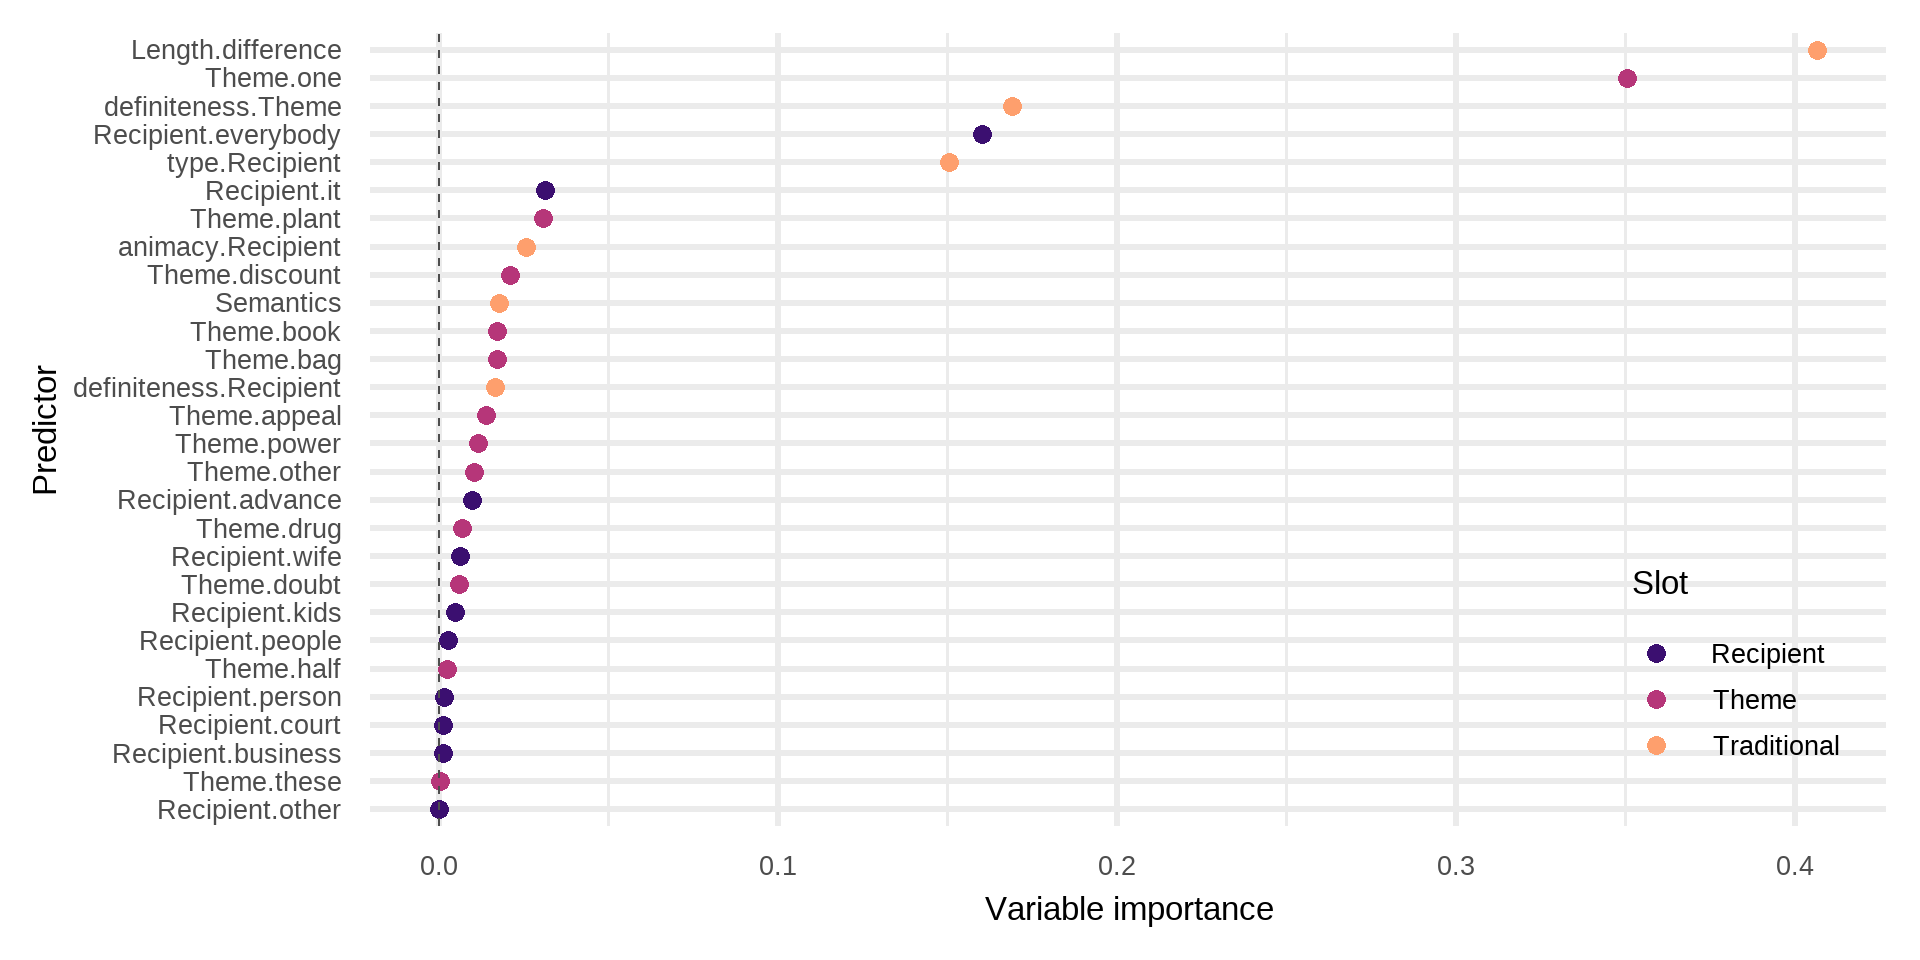 Length.difference
Theme.one
definiteness.Theme
Recipient.everybody
type.Recipient
Recipient.it
Theme.plant
animacy.Recipient
Theme.discount
Semantics
Theme.book
Theme.bag
definiteness.Recipient
Theme.appeal
Theme.power
Theme.other
Recipient.advance
Theme.drug
Recipient.wife
Theme.doubt
Recipient.kids
Recipient.people
Theme.half
Recipient.person
Recipient.court
Recipient.business
Theme.these
Recipient.other
Predictor
Slot
Recipient
Theme
Traditional
0.0 0.1 0.2 0.3 0.4
Variable importance